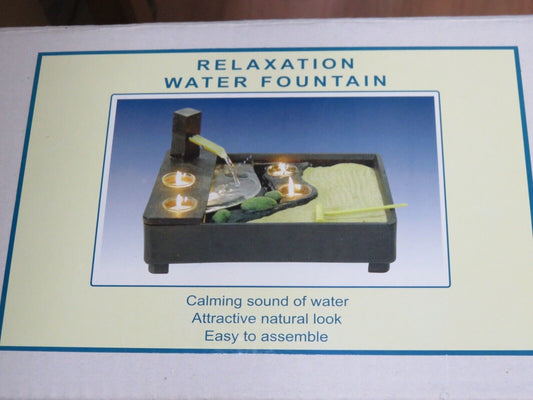 RELAXATION
WATER FOUNTAIN
Calming sound of water
Attractive natural look
Easy to assemble